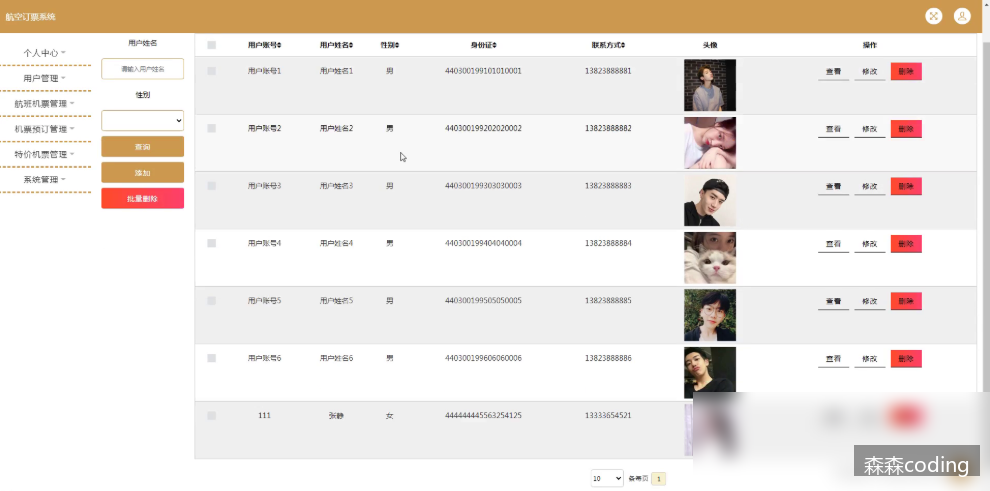 航空订票系统
个人中心
用户管理
航班机票管理
机票预订管理
特价机票管理
系统管理
用户姓名
请输入用户姓名
性别
查询
添加
批量删除
用户账号 用户姓名 性别 身份证 联系方式 头像 操作
用户账号1 用户姓名1 男 440300199101010001 13823888881 查看 修改 删除
用户账号2 用户姓名2 男 440300199202020002 13823888882 查看 修改 删除
用户账号3 用户姓名3 男 440300199303030003 13823888883 查看 修改 删除
用户账号4 用户姓名4 男 440300199404040004 13823888884 查看 修改 删除
用户账号5 用户姓名5 男 440300199505050005 13823888885 查看 修改 删除
用户账号6 用户姓名6 男 440300199606060006 13823888886 查看 修改 删除
111 张静 女 444444445563254125 13333654521
10 条每页 1
森森coding